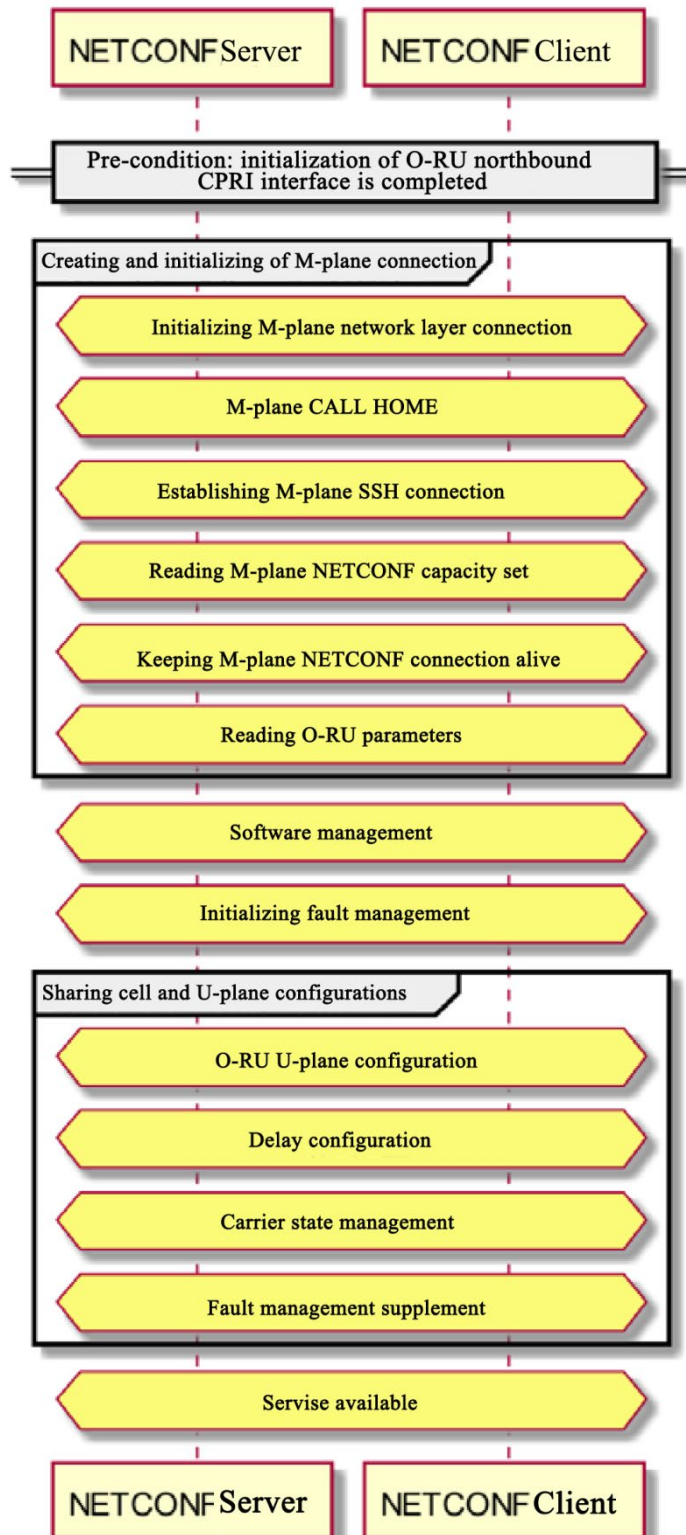 NETCONF Server
NETCONF Client
Pre-condition: initialization of O-RU northbound
CPRI interface is completed
Creating and initializing of M-plane connection
Initializing M-plane network layer connection
M-plane CALL HOME
Establishing M-plane SSH connection
Reading M-plane NETCONF capacity set
Keeping M-plane NETCONF connection alive
Reading O-RU parameters
Software management
Initializing fault management
Sharing cell and U-plane configurations
O-RU U-plane configuration
Delay configuration
Carrier state management
Fault management supplement
Servise available
NETCONF Server
NETCONF Client